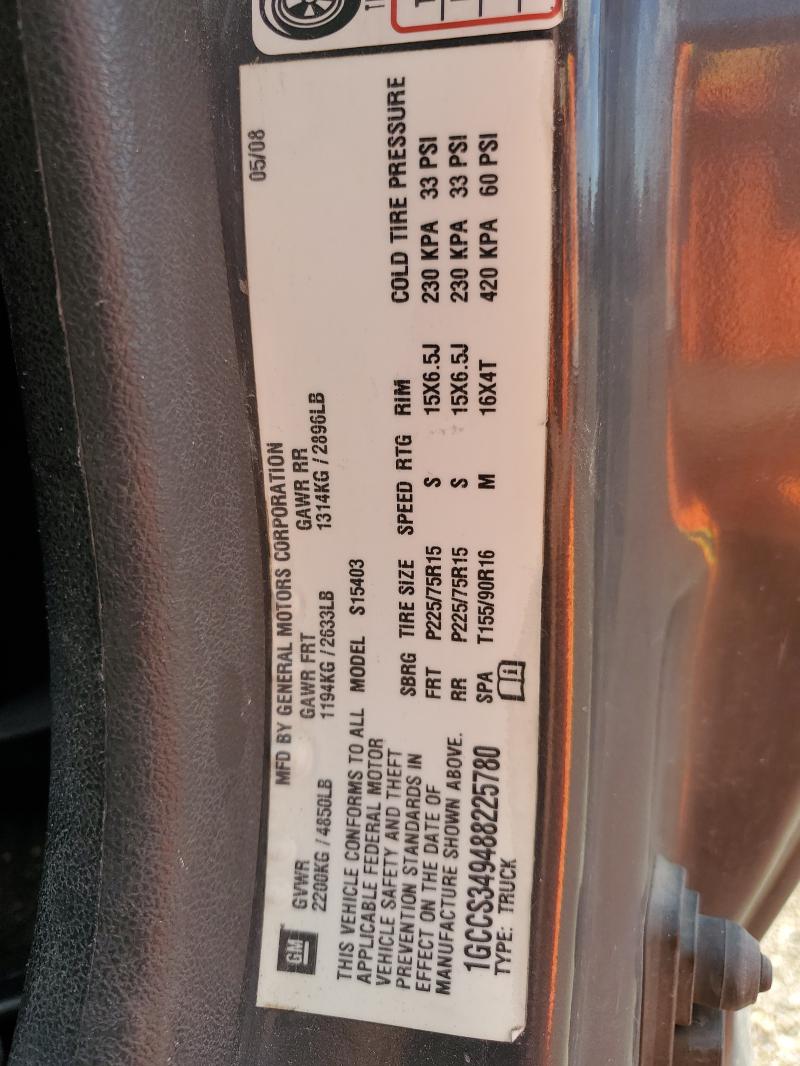 MFD BY GENERAL MOTORS CORPORATION
05/08
GM
GVWR GAWR FRT GAWR RR
2200KG / 4850LB 1194KG / 2633LB 1314KG / 2896LB
THIS VEHICLE CONFORMS TO ALL
APPLICABLE FEDERAL MOTOR
VEHICLE SAFETY AND THEFT
PREVENTION STANDARDS IN
EFFECT ON THE DATE OF
MANUFACTURE SHOWN ABOVE.
1GCCS349488225780
TYPE: TRUCK
MODEL S15403
SBRG TIRE SIZE SPEED RTG RIM COLD TIRE PRESSURE
FRT P225/75R15 S 15X6.5J 230 KPA 33 PSI
RR P225/75R15 S 15X6.5J 230 KPA 33 PSI
SPA T155/90R16 M 16X4T 420 KPA 60 PSI